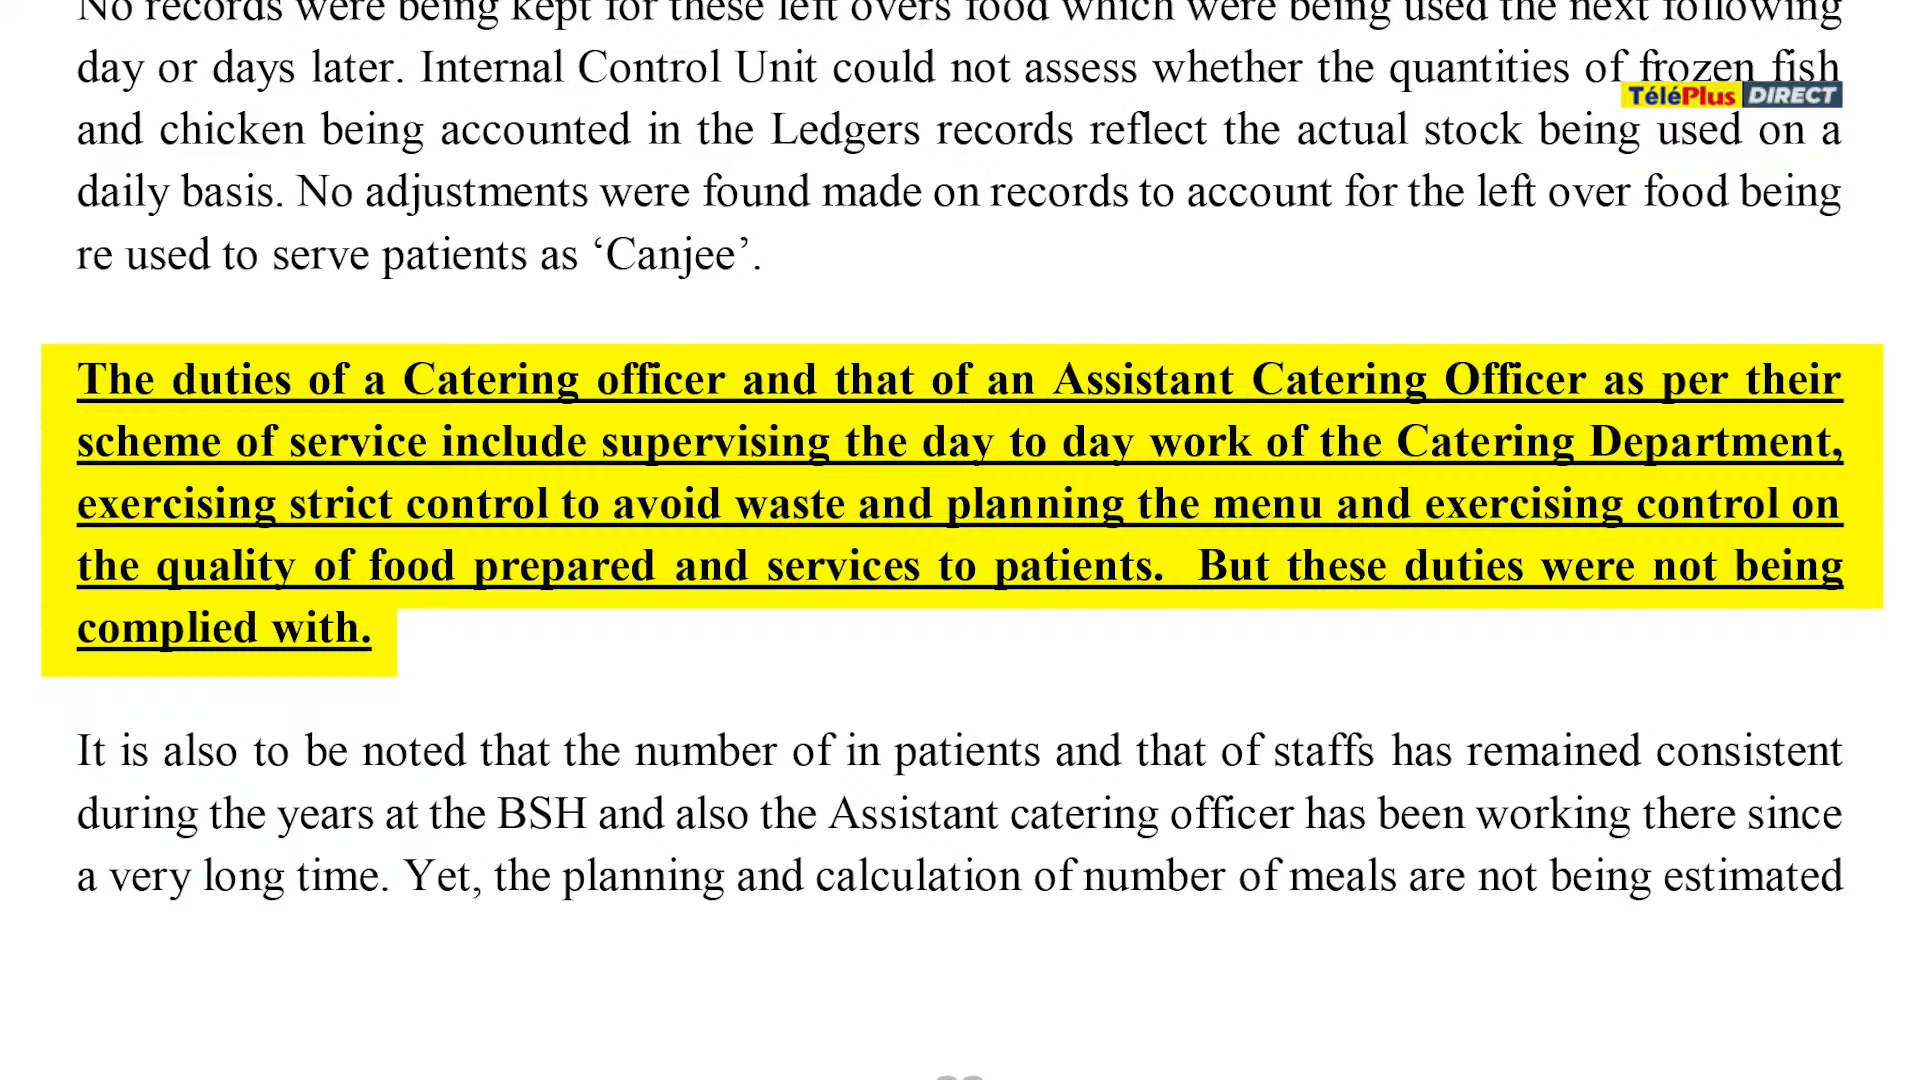 No records were being kept for these left overs food which were being used the next following
day or days later. Internal Control Unit could not assess whether the quantities of frozen fish
TéléPlus DIRECT
and chicken being accounted in the Ledgers records reflect the actual stock being used on a
daily basis. No adjustments were found made on records to account for the left over food being
re used to serve patients as ‘Canjee’.
The duties of a Catering officer and that of an Assistant Catering Officer as per their
scheme of service include supervising the day to day work of the Catering Department,
exercising strict control to avoid waste and planning the menu and exercising control on
the quality of food prepared and services to patients. But these duties were not being
complied with.
It is also to be noted that the number of in patients and that of staffs has remained consistent
during the years at the BSH and also the Assistant catering officer has been working there since
a very long time. Yet, the planning and calculation of number of meals are not being estimated